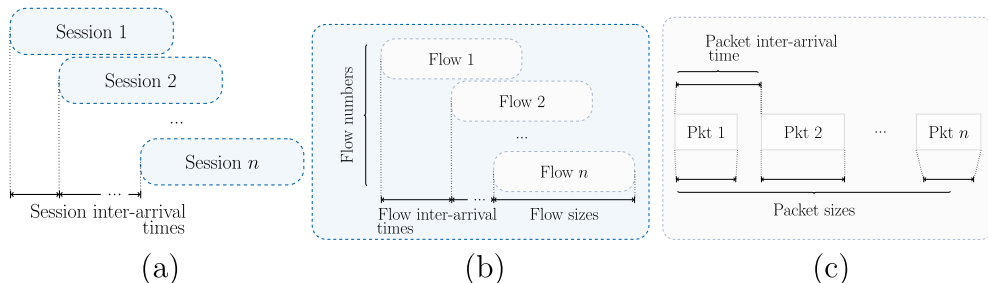 Session 1
Session 2
...
Session n
...
Session inter-arrival
times
(a)
Flow numbers
Flow 1
Flow 2
...
Flow n
...
Flow inter-arrival
times
Flow sizes
(b)
Packet inter-arrival
time
Pkt 1
Pkt 2
...
Pkt n
Packet sizes
(c)